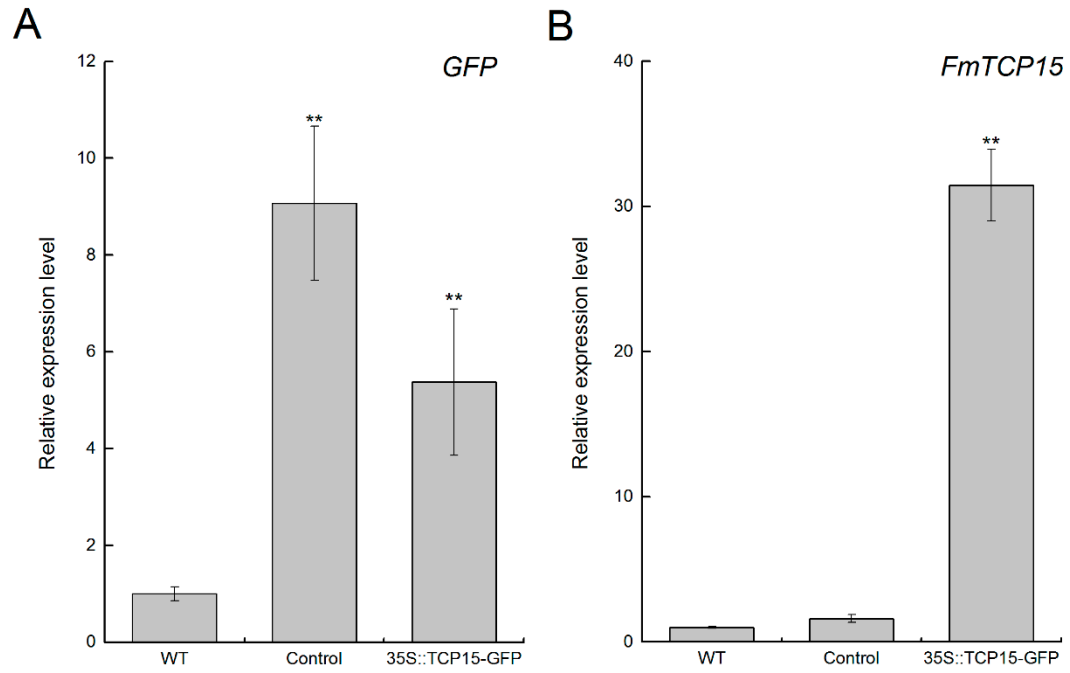 A
GFP
Relative expression level
12
10
8
6
4
2
0
**
**
WT
Control
35S::TCP15-GFP
B
FmTCP15
Relative expression level
40
30
20
10
0
**
WT
Control
35S::TCP15-GFP